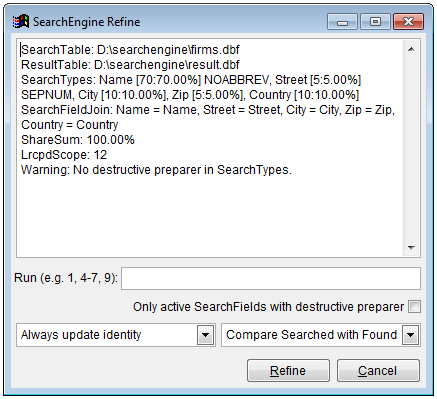 SearchEngine Refine
SearchTable: D:\searchengine\firms.dbf
ResultTable: D:\searchengine\result.dbf
SearchTypes: Name [70:70.00%] NOABBREV, Street [5:5.00%]
SEPNUM, City [10:10.00%], Zip [5:5.00%], Country [10:10.00%]
SearchFieldJoin: Name = Name, Street = Street, City = City, Zip = Zip,
Country = Country
ShareSum: 100.00%
LrcpdScope: 12
Warning: No destructive preparer in SearchTypes.
Run (e.g. 1, 4-7, 9):
Only active SearchFields with destructive preparer
Always update identity
Compare Searched with Found
Refine
Cancel